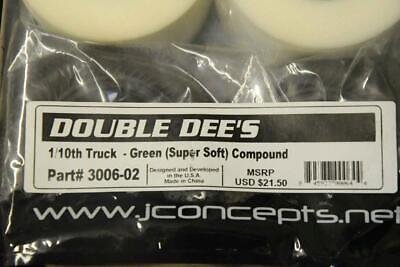 DOUBLE DEE'S
1/10th Truck - Green (Super Soft) Compound
Part# 3006-02
Designed and Developed
in the U.S.A.
Made in China
MSRP
USD $21.50
www.jconcepts.net